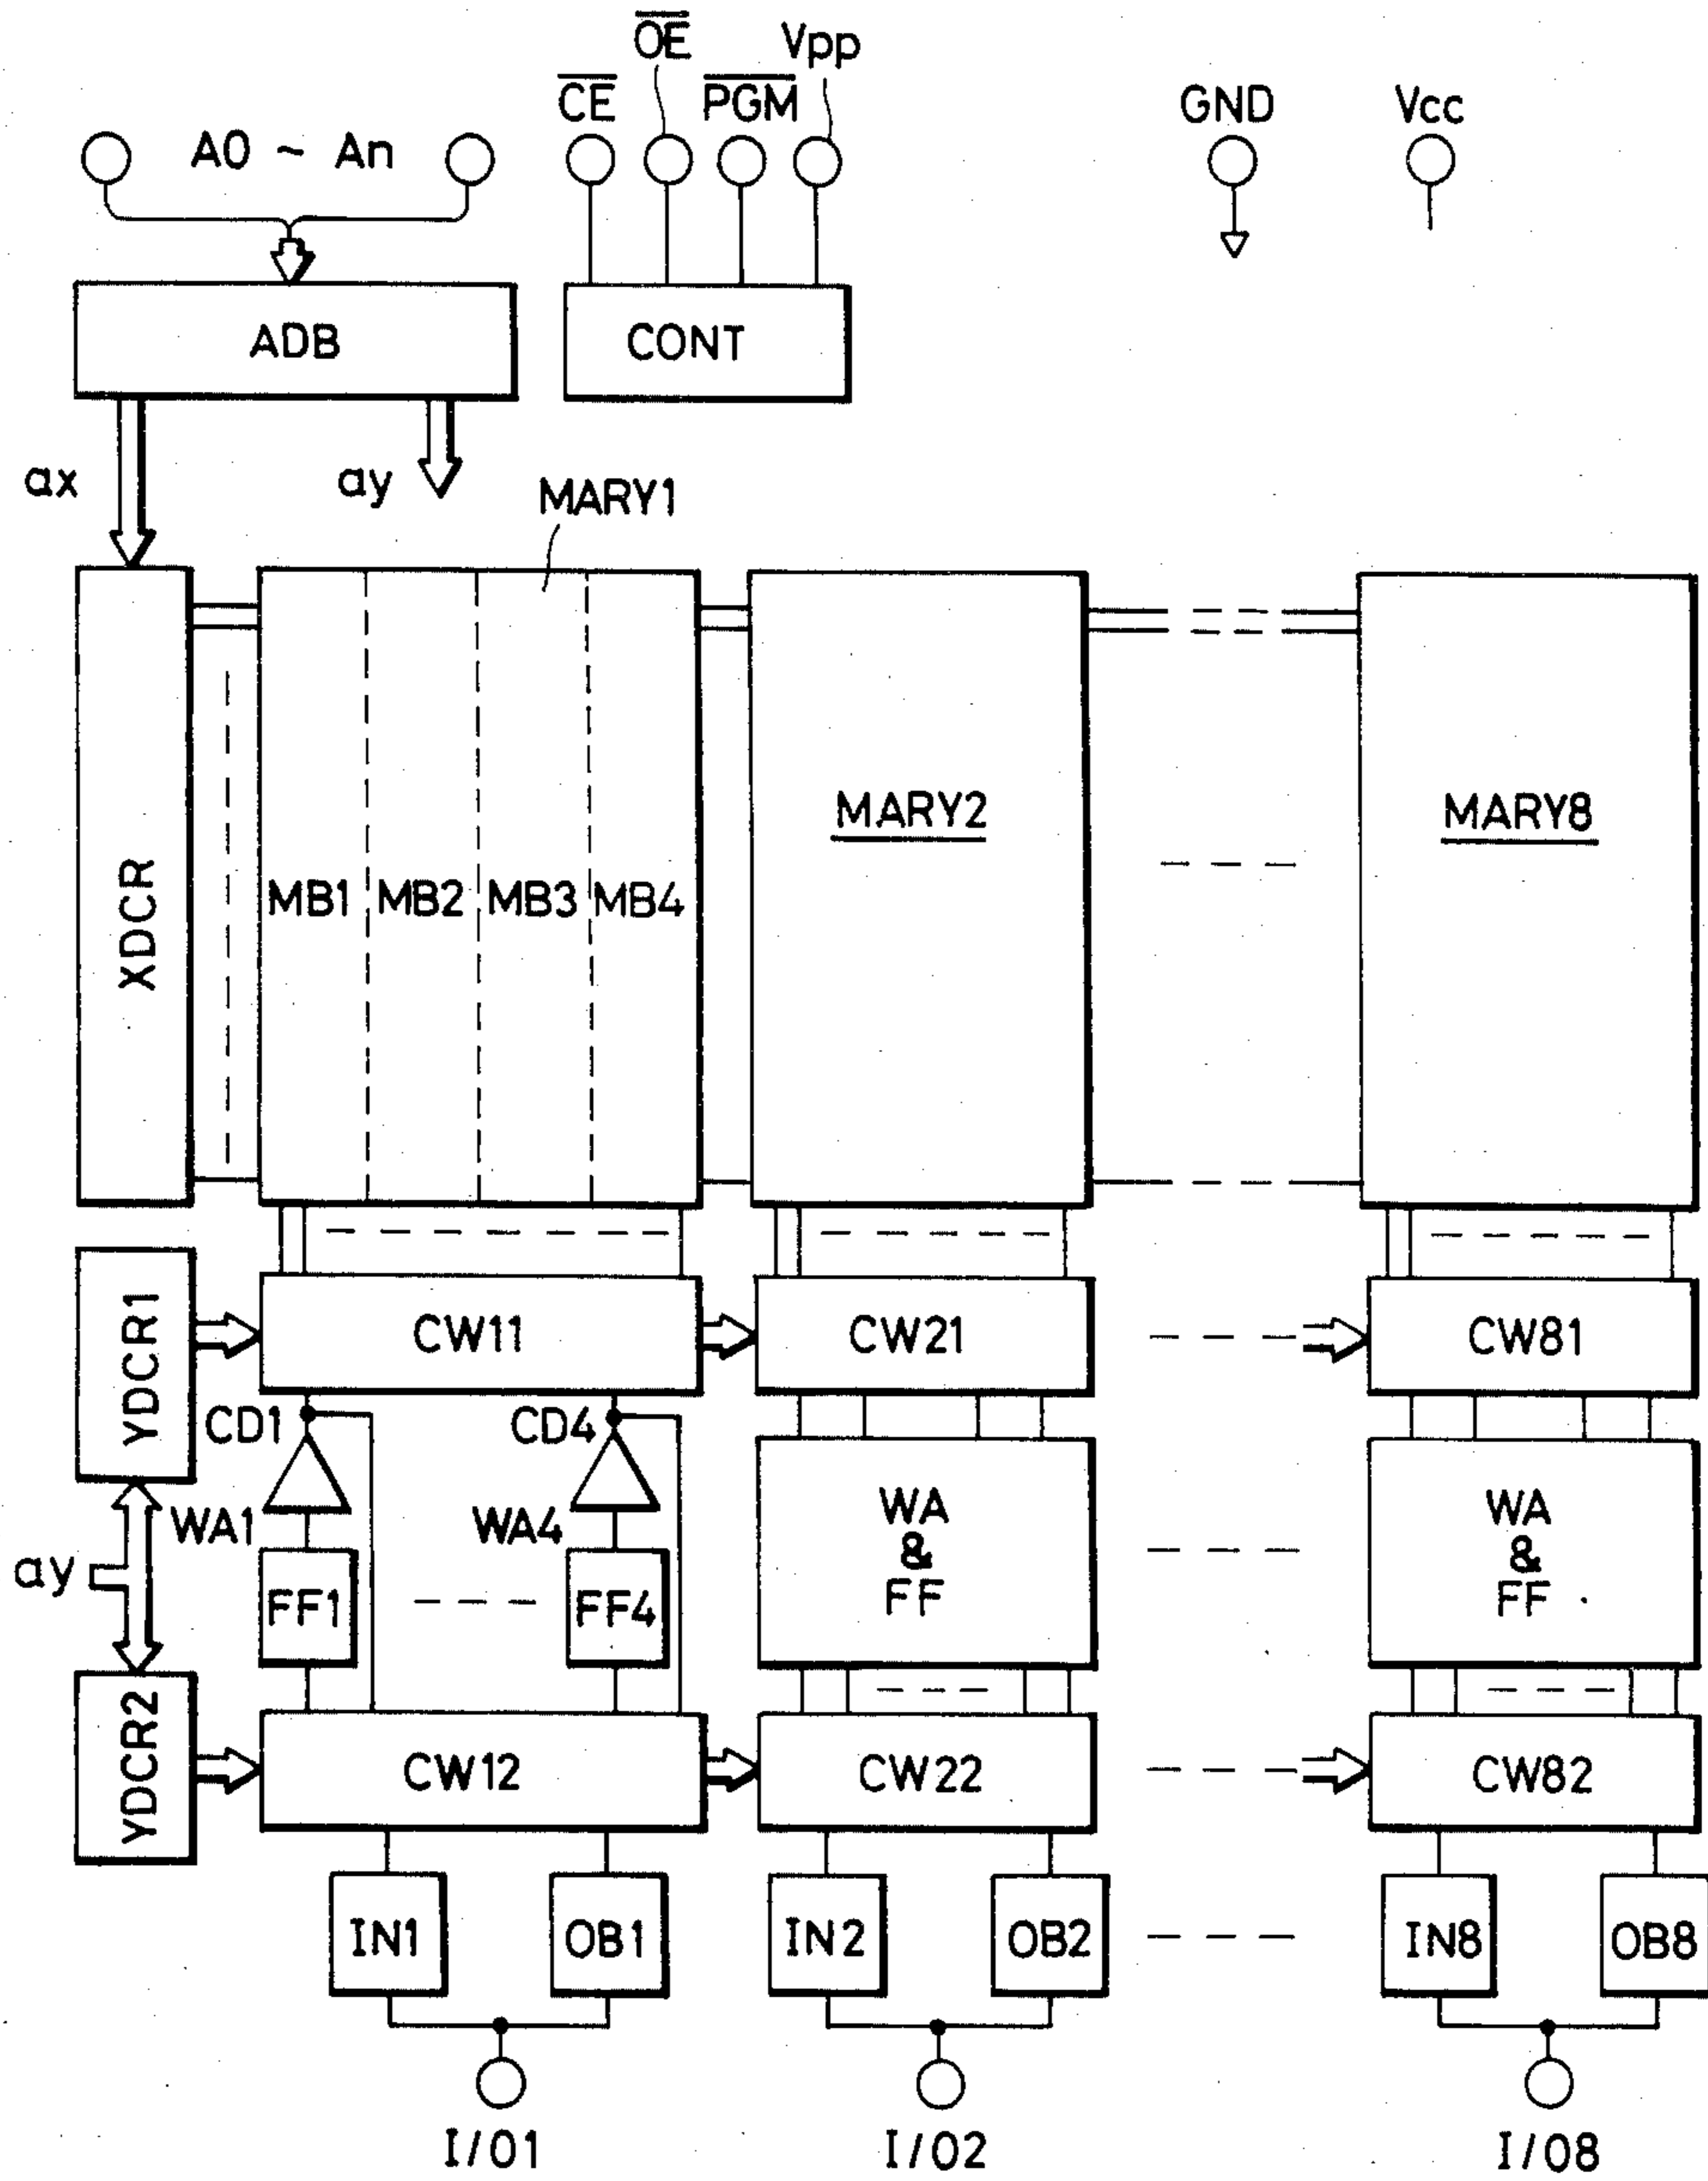 OE Vpp
CE PGM GND Vcc
A0 ~ An
ADB CONT
ax ay MARY1
XDCR MB1 MB2 MB3 MB4 MARY2 MARY8
YDCR1 CW11 CW21 CW81
CD1 CD4
WA1 WA4
WA
&
FF
WA
&
FF
ay FF1 FF4
YDCR2 CW12 CW22 CW82
IN1 OB1 IN2 OB2 IN8 OB8
I/01 I/02 I/08